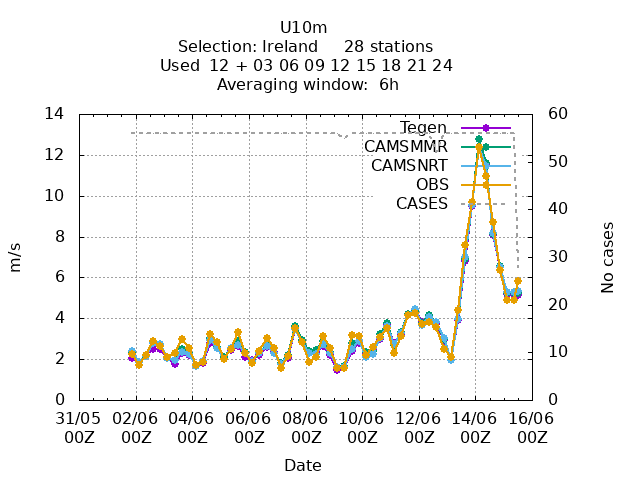 U10m
Selection: Ireland 28 stations
Used 12 + 03 06 09 12 15 18 21 24
Averaging window: 6h
14
12
10
8
6
4
2
0
m/s
60
50
40
30
20
10
0
No cases
Tegen
CAMSMMR
CAMSNRT
OBS
CASES
31/05 02/06 04/06 06/06 08/06 10/06 12/06 14/06 16/06
00Z 00Z 00Z 00Z 00Z 00Z 00Z 00Z 00Z
Date